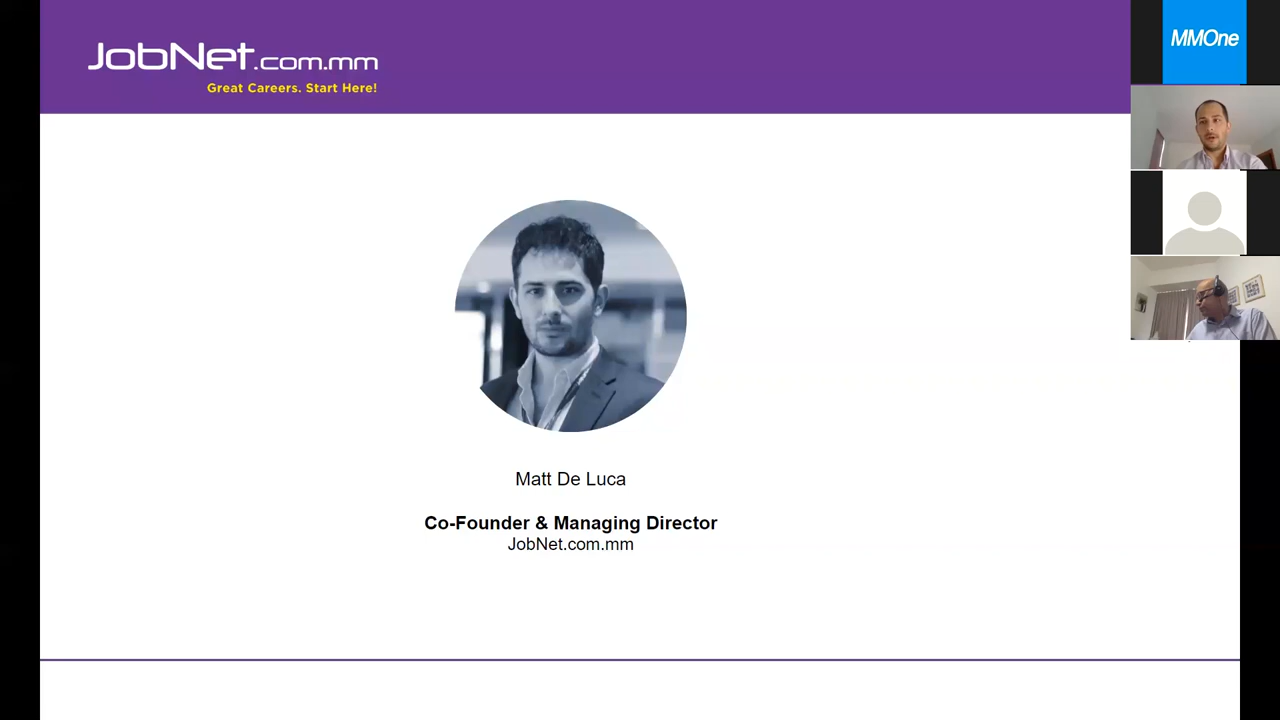 JobNet.com.mm
Great Careers. Start Here!
MMOne
Matt De Luca
Co-Founder & Managing Director
JobNet.com.mm